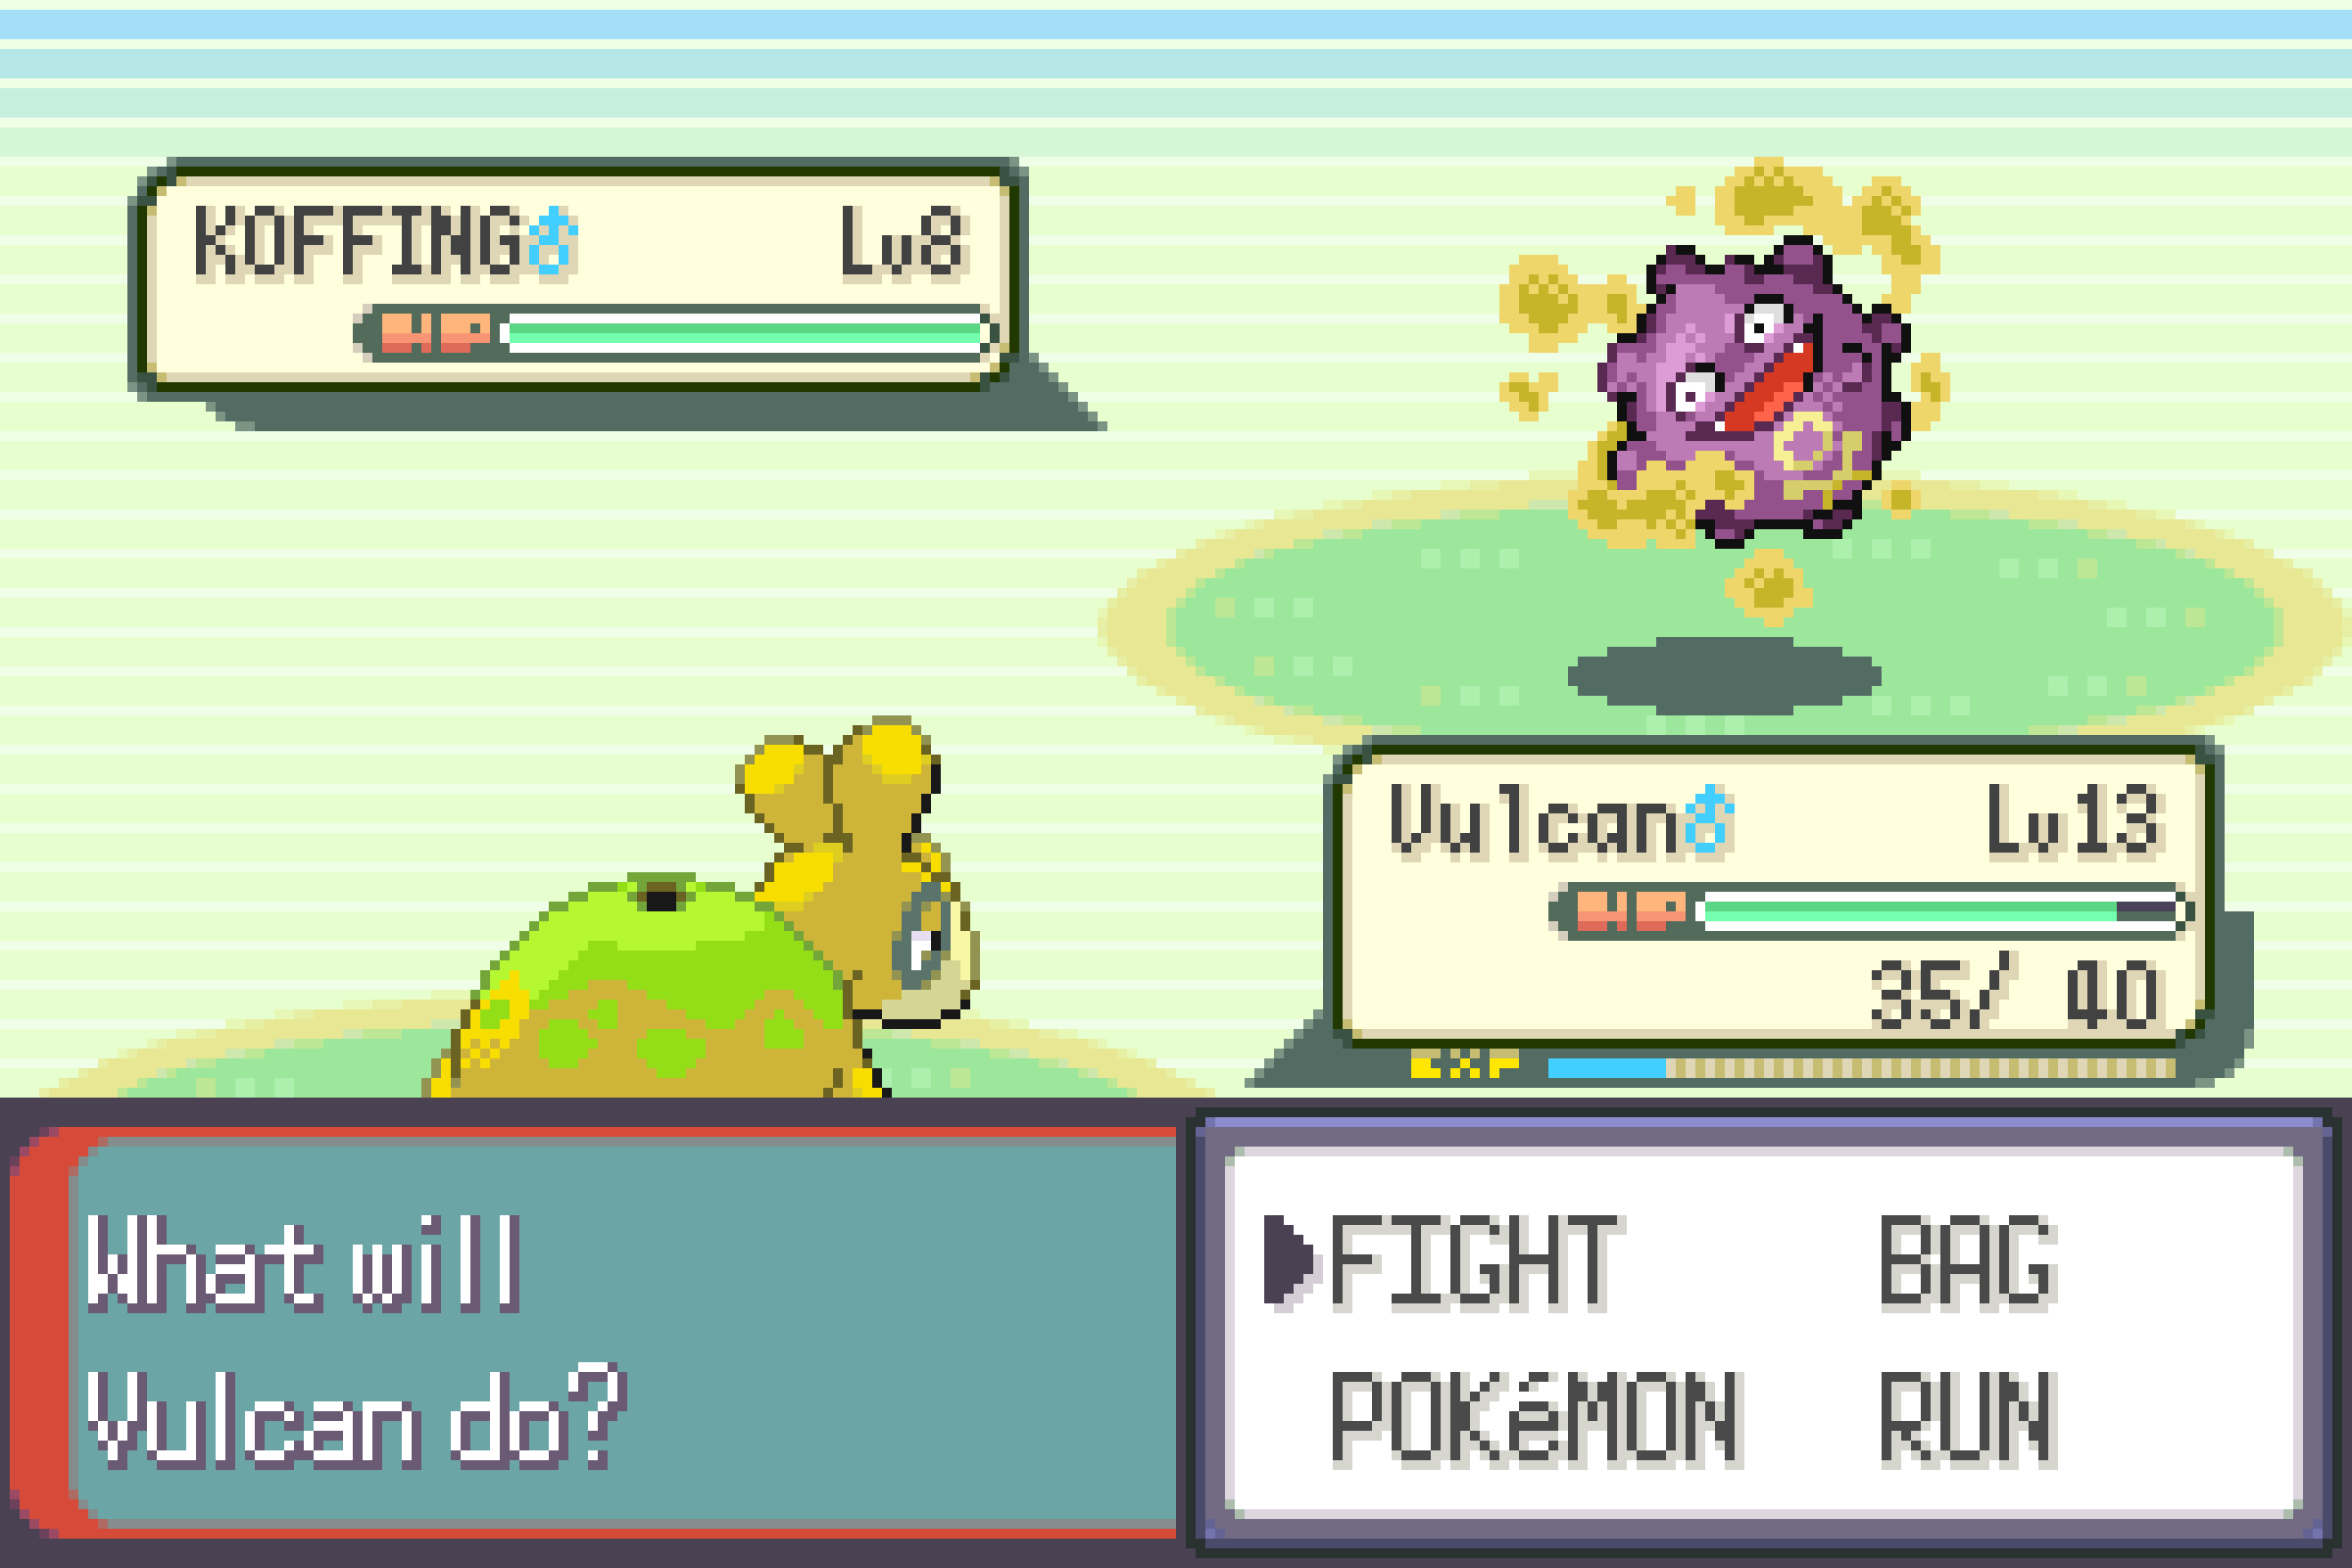 KOFFING♂ Lv8
HP
Vulcan♂ Lv13
HP
35/ 40
EXP
What will
Vulcan do?
FIGHT BAG
POKéMON RUN